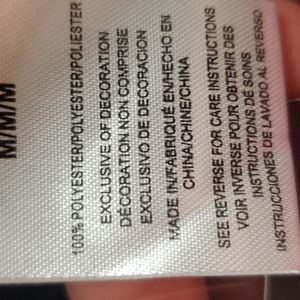 M/M/M
100% POLYESTER/POLYESTER/POLIESTER
EXCLUSIVE OF DECORATION
DÉCORATION NON COMPRISE
EXCLUSIVO DE DECORACION
MADE IN/FABRIQUÉ EN/HECHO EN
CHINA/CHINE/CHINA
SEE REVERSE FOR CARE INSTRUCTIONS
VOIR INVERSE POUR OBTENIR DES
INSTRUCTIONS DE SOINS
INSTRUCCIONES DE LAVADO AL REVERSO